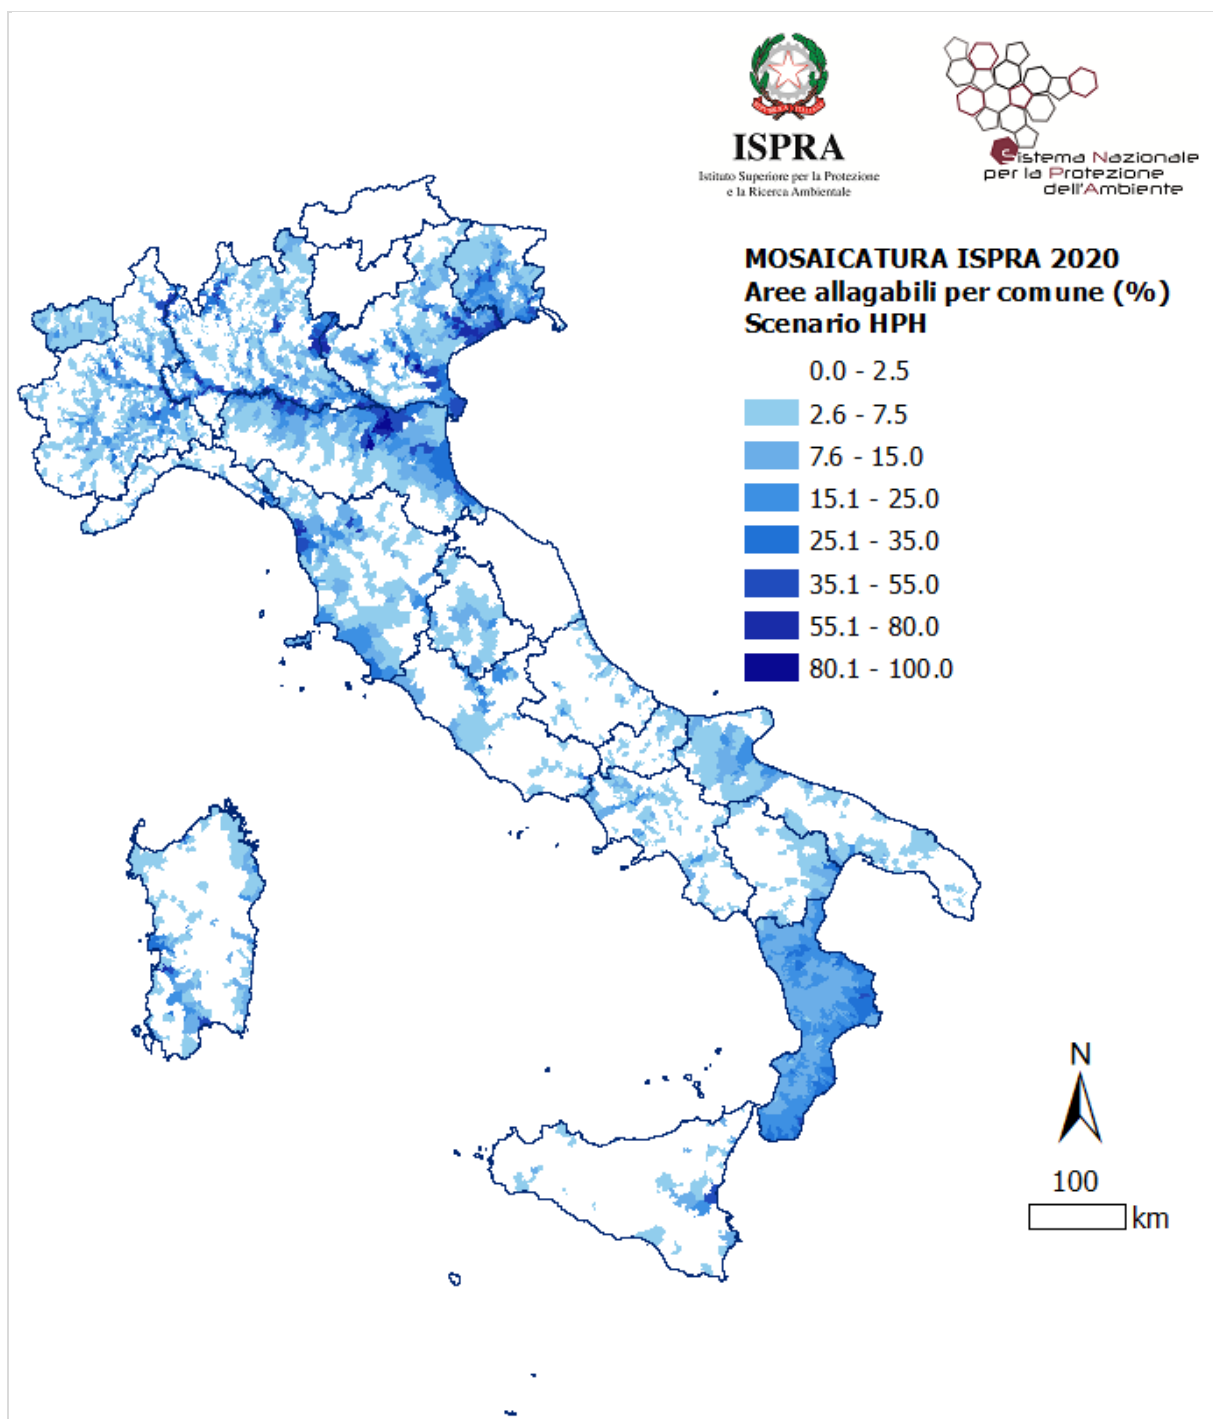 ISPRA
Istituto Superiore per la Protezione
e la Ricerca Ambientale
Sistema Nazionale
per la Protezione
dell'Ambiente
MOSAICATURA ISPRA 2020
Aree allagabili per comune (%)
Scenario HPH
0.0 - 2.5
2.6 - 7.5
7.6 - 15.0
15.1 - 25.0
25.1 - 35.0
35.1 - 55.0
55.1 - 80.0
80.1 - 100.0
N
100
km